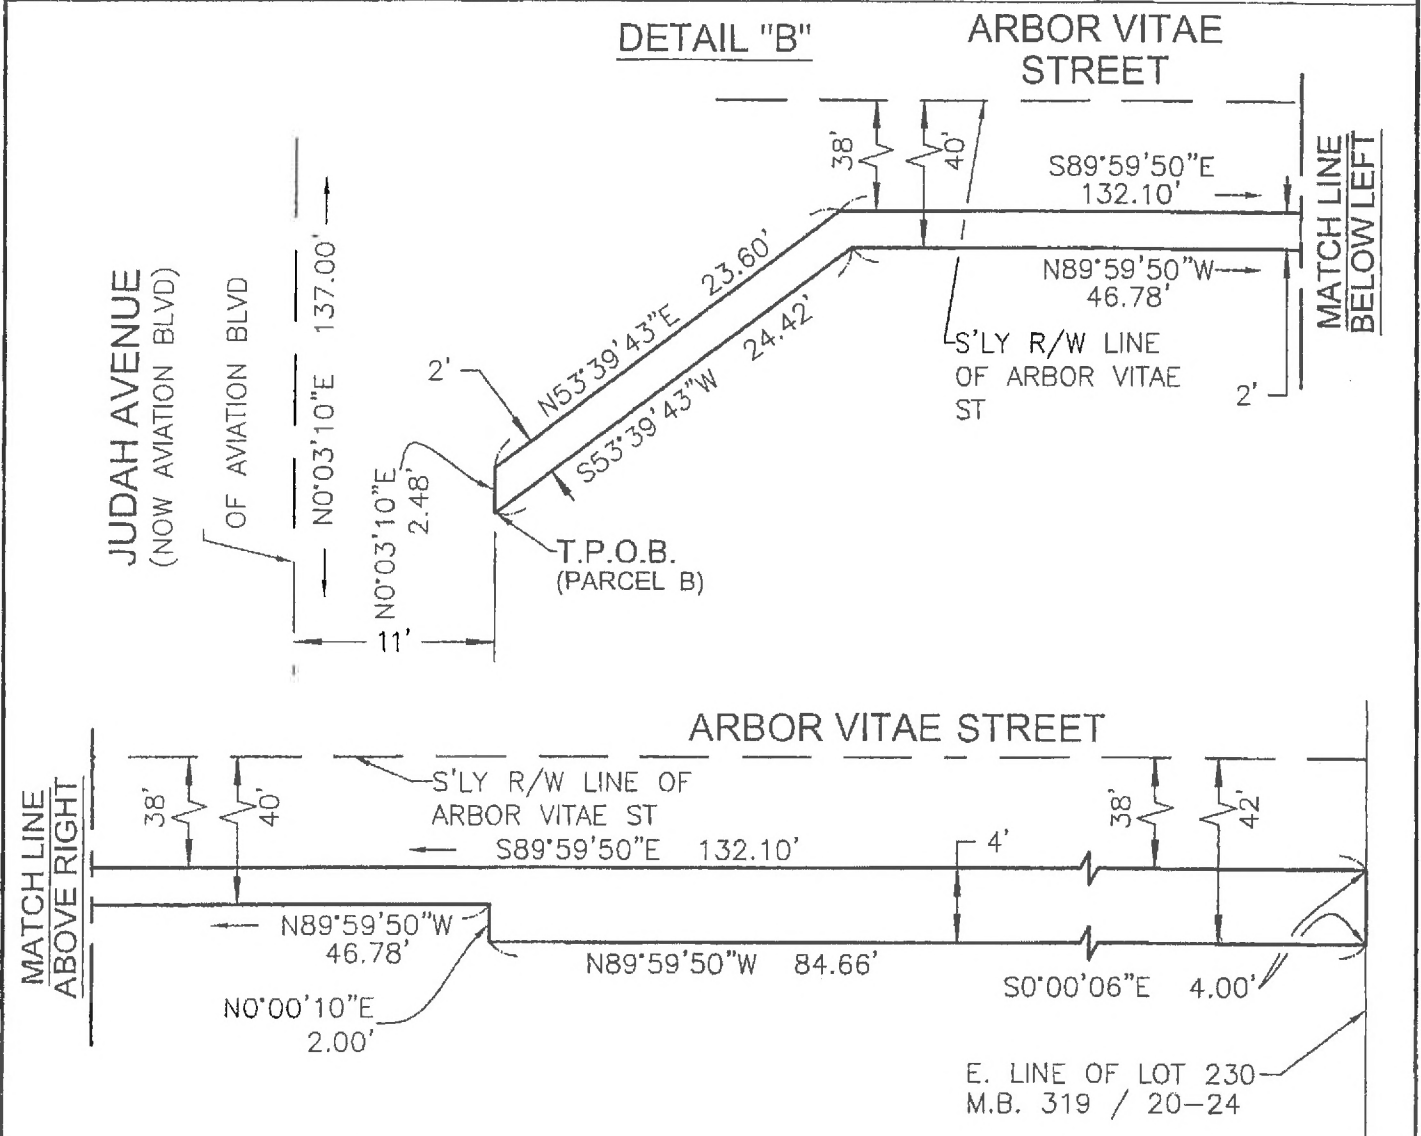 DETAIL "B"
ARBOR VITAE
STREET
38'
40'
S89°59'50"E
132.10'
N89°59'50"W
46.78'
MATCH LINE
BELOW LEFT
S'LY R/W LINE
OF ARBOR VITAE
ST
2'
JUDAH AVENUE
(NOW AVIATION BLVD)
OF AVIATION BLVD
N0°03'10"E 137.00'
2'
N53°39'43"E 23.60'
S53°39'43"W 24.42'
N0°03'10"E
2.48'
T.P.O.B.
(PARCEL B)
11'
ARBOR VITAE STREET
MATCH LINE
ABOVE RIGHT
38'
40'
S'LY R/W LINE OF
ARBOR VITAE ST
S89°59'50"E 132.10'
4'
38'
42'
N89°59'50"W
46.78'
N89°59'50"W 84.66'
N0°00'10"E
2.00'
S0°00'06"E 4.00'
E. LINE OF LOT 230
M.B. 319 / 20-24